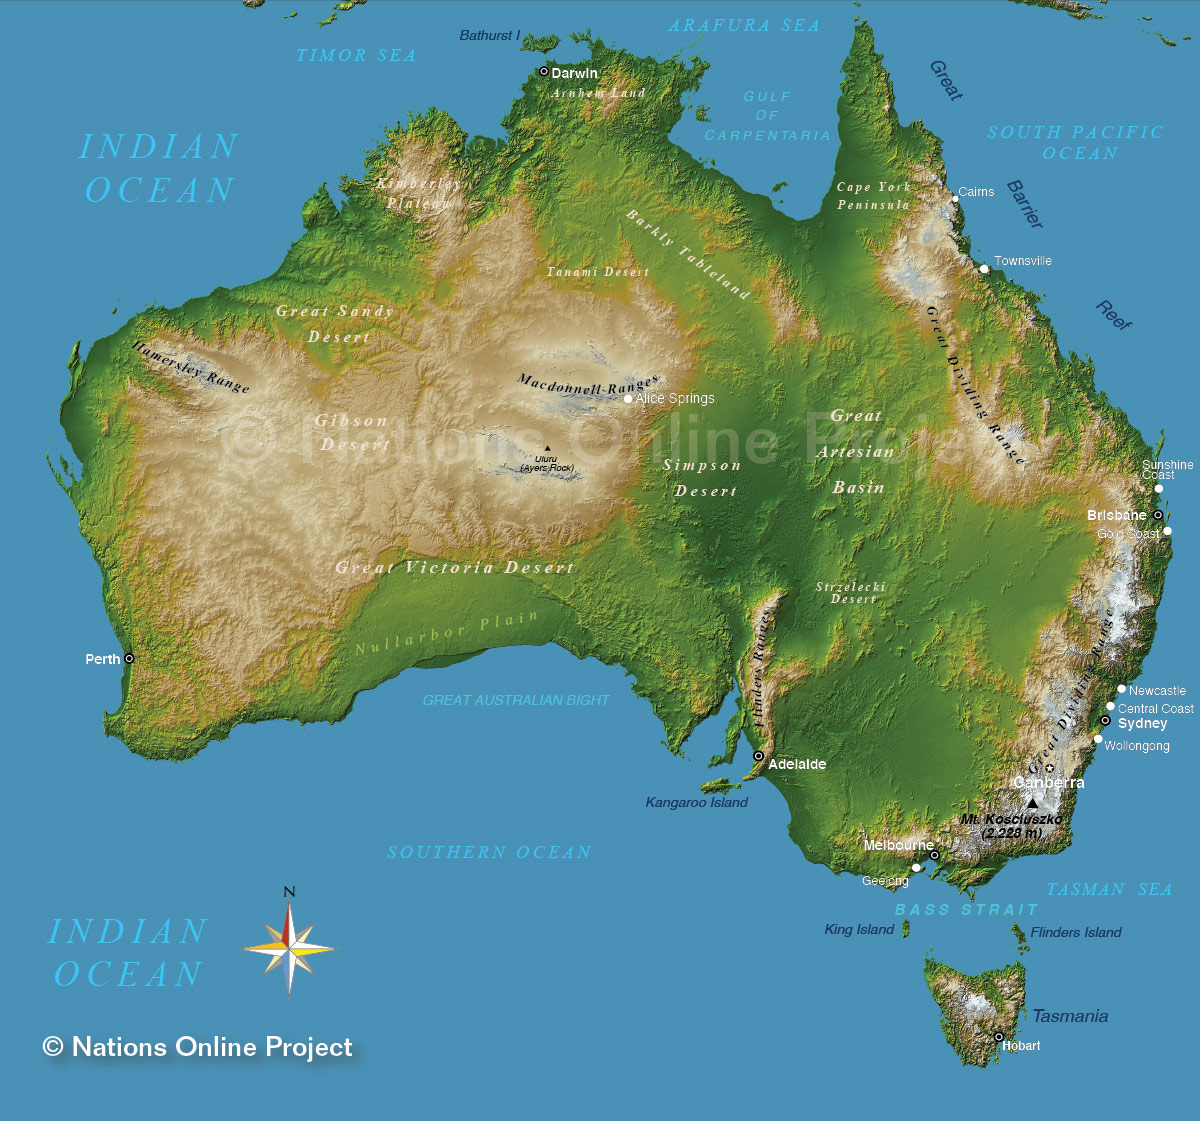 Bathurst I
ARAFURA SEA
TIMOR SEA
Darwin
Arnhem Land
Great
GULF
OF
CARPENTARIA
INDIAN
OCEAN
SOUTH PACIFIC
OCEAN
Kimberley
Plateau
Cape York
Peninsula
Cairns
Barrier
Barkly Tableland
Townsville
Tanami Desert
Great Sandy
Desert
Reef
Great Dividing Range
Hamersley Range
Macdonnell Ranges
Alice Springs
Gibson
Desert
© Nations Online Projec
Great
Artesian
Basin
Uluru
(Ayers Rock)
Simpson
Desert
Sunshine
Coast
Brisbane
Gold Coast
Great Victoria Desert
Strzelecki
Desert
Nullarbor Plain
Flinders Ranges
Great Dividing Range
Perth
GREAT AUSTRALIAN BIGHT
Newcastle
Central Coast
Sydney
Wollongong
Adelaide
Canberra
Kangaroo Island
Mt. Kosciuszko
(2,228 m)
Melbourne
Geelong
SOUTHERN OCEAN
TASMAN SEA
BASS STRAIT
N
King Island
Flinders Island
INDIAN
OCEAN
Tasmania
Hobart
© Nations Online Project